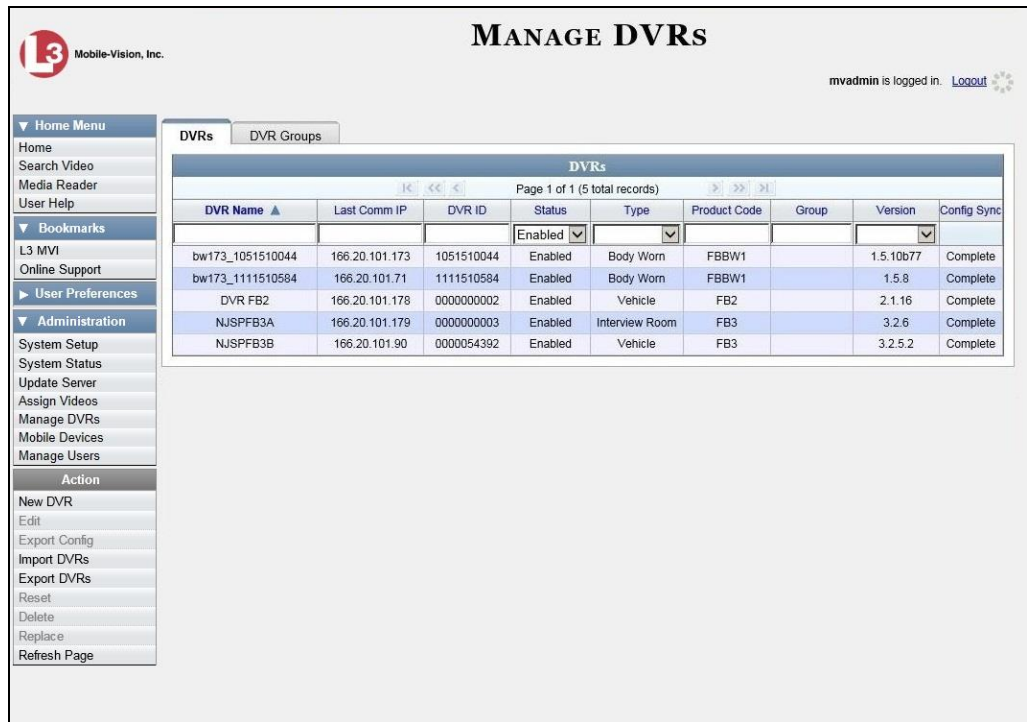 L3 Mobile-Vision, Inc.
MANAGE DVRS
mvadmin is logged in. Logout
▼ Home Menu
Home
Search Video
Media Reader
User Help
▼ Bookmarks
L3 MVI
Online Support
► User Preferences
▼ Administration
System Setup
System Status
Update Server
Assign Videos
Manage DVRs
Mobile Devices
Manage Users
Action
New DVR
Edit
Export Config
Import DVRs
Export DVRs
Reset
Delete
Replace
Refresh Page
DVRs DVR Groups
DVRs
Page 1 of 1 (5 total records)
DVR Name ▲ Last Comm IP DVR ID Status Type Product Code Group Version Config Sync
Enabled
bw173_1051510044 166.20.101.173 1051510044 Enabled Body Worn FBBW1 1.5.10b77 Complete
bw173_1111510584 166.20.101.71 1111510584 Enabled Body Worn FBBW1 1.5.8 Complete
DVR FB2 166.20.101.178 0000000002 Enabled Vehicle FB2 2.1.16 Complete
NJSPFB3A 166.20.101.179 0000000003 Enabled Interview Room FB3 3.2.6 Complete
NJSPFB3B 166.20.101.90 0000054392 Enabled Vehicle FB3 3.2.5.2 Complete